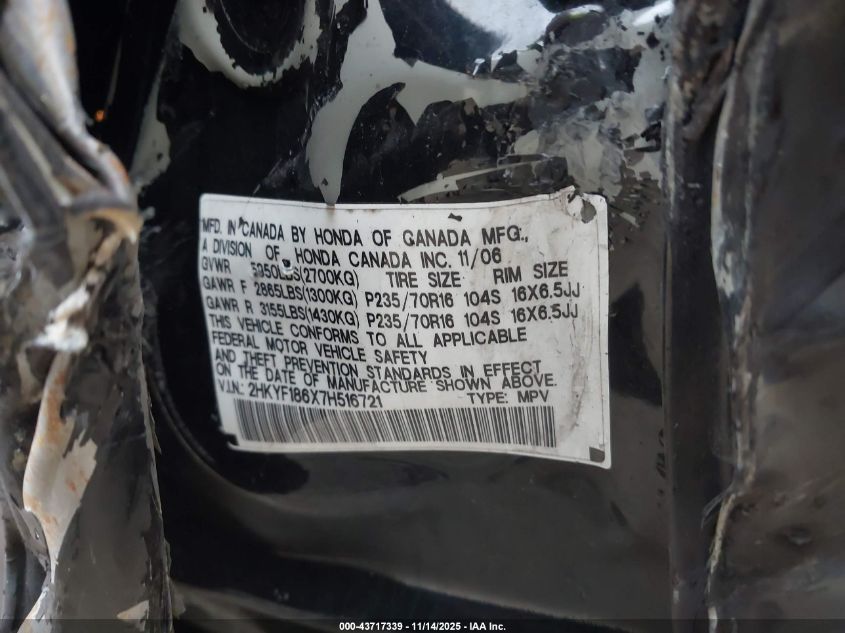 MFD. IN CANADA BY HONDA OF CANADA MFG.,
A DIVISION OF HONDA CANADA INC. 11/06
GVWR 5950LBS(2700KG) TIRE SIZE RIM SIZE
GAWR F 2865LBS(1300KG) P235/70R16 104S 16X6.5JJ
GAWR R 3155LBS(1430KG) P235/70R16 104S 16X6.5JJ
THIS VEHICLE CONFORMS TO ALL APPLICABLE
FEDERAL MOTOR VEHICLE SAFETY
AND THEFT PREVENTION STANDARDS IN EFFECT
ON THE DATE OF MANUFACTURE SHOWN ABOVE.
V.I.N.: 2HKYF186X7H516721 TYPE: MPV
000-43717339 - 11/14/2025 - IAA Inc.